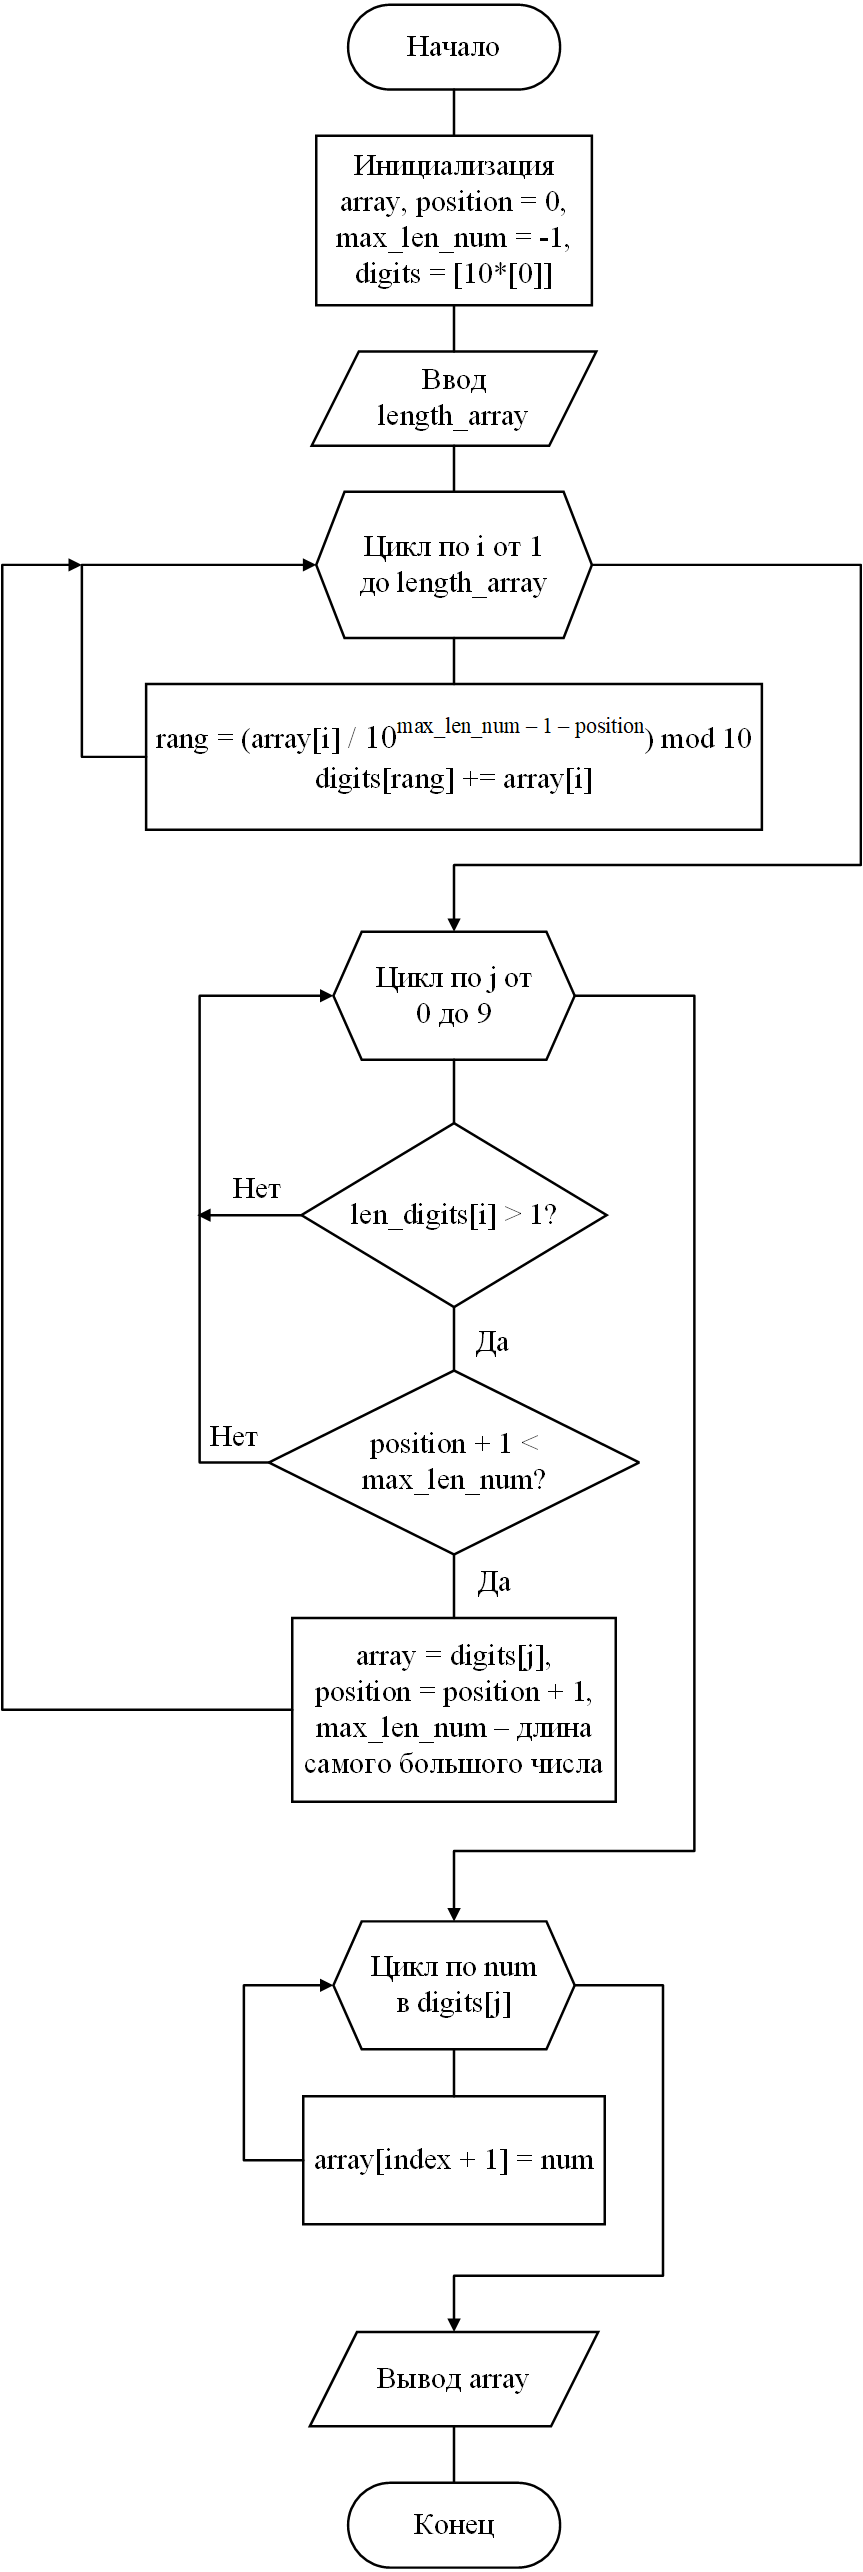 Начало
Инициализация
array, position = 0,
max_len_num = -1,
digits = [10*[0]]
Ввод
length_array
Цикл по i от 1
до length_array
rang = (array[i] / 10^max_len_num – 1 – position) mod 10
digits[rang] += array[i]
Цикл по j от
0 до 9
Нет
len_digits[i] > 1?
Да
Нет
position + 1 <
max_len_num?
Да
array = digits[j],
position = position + 1,
max_len_num – длина
самого большого числа
Цикл по num
в digits[j]
array[index + 1] = num
Вывод array
Конец